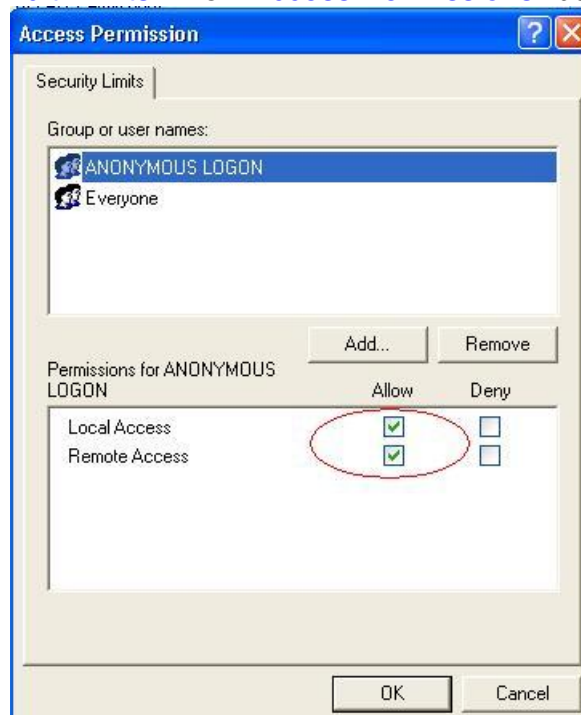 Access Permission
Security Limits
Group or user names:
ANONYMOUS LOGON
Everyone
Add...
Remove
Permissions for ANONYMOUS
LOGON
Allow
Deny
Local Access
Remote Access
OK
Cancel